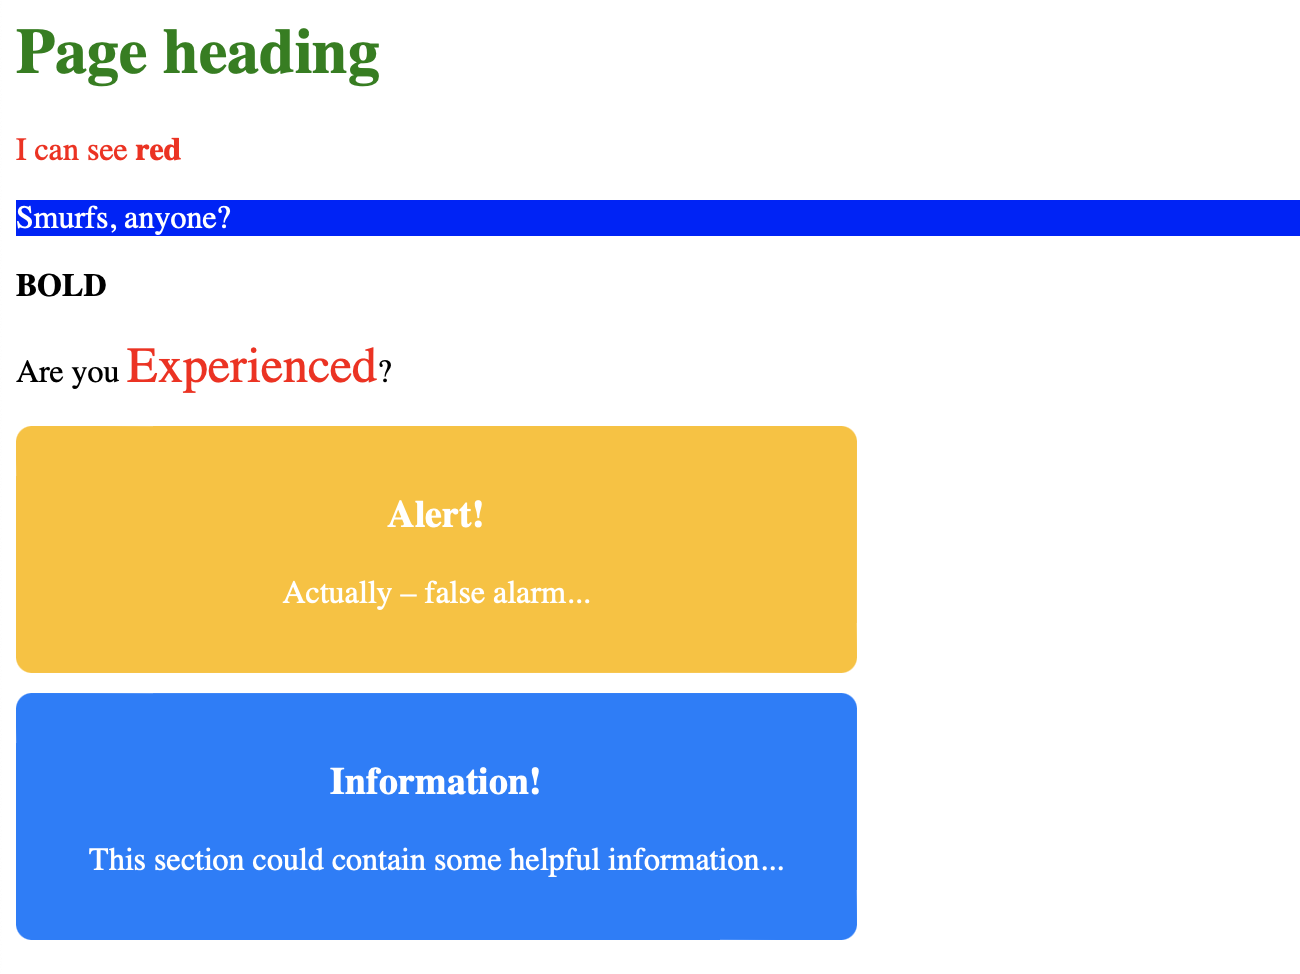 Page heading
I can see red
Smurfs, anyone?
BOLD
Are you Experienced?
Alert!
Actually – false alarm...
Information!
This section could contain some helpful information...